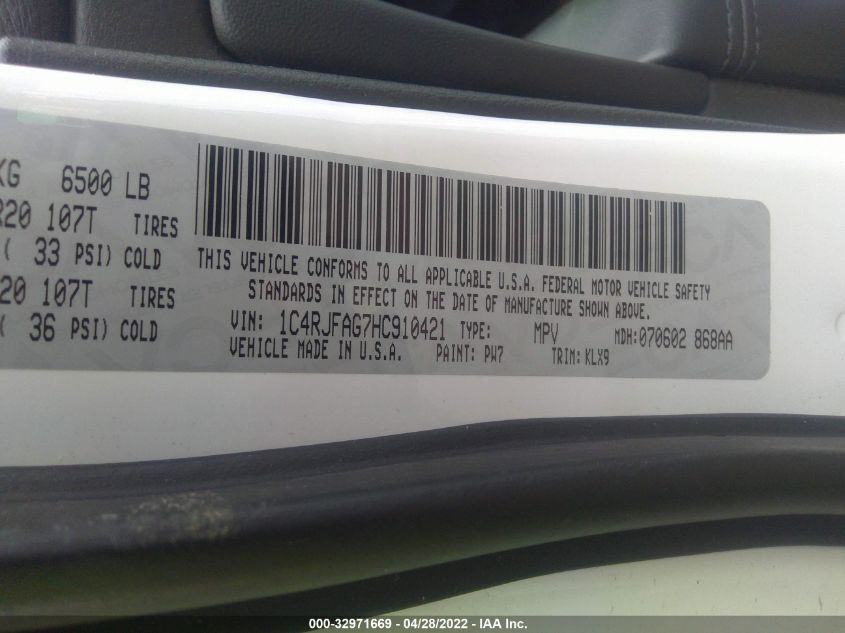 KG 6500 LB
R20 107T TIRES
( 33 PSI) COLD
20 107T TIRES
( 36 PSI) COLD
THIS VEHICLE CONFORMS TO ALL APPLICABLE U.S.A. FEDERAL MOTOR VEHICLE SAFETY
STANDARDS IN EFFECT ON THE DATE OF MANUFACTURE SHOWN ABOVE.
VIN: 1C4RJFAG7HC910421 TYPE: MPV MDH:070602 868AA
VEHICLE MADE IN U.S.A. PAINT: PW7 TRIM: KLX9
000-32971669 | 04/28/2022 | IAA Inc.